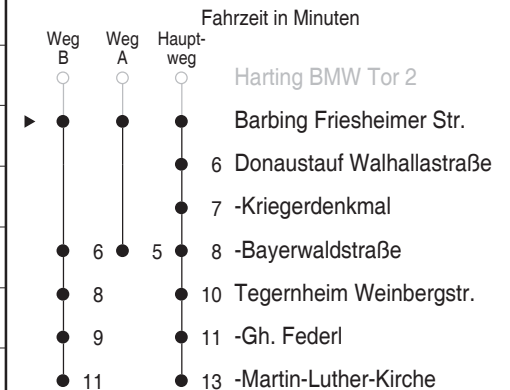 Fahrzeit in Minuten
Weg B Weg A Haupt-weg
Harting BMW Tor 2
Barbing Friesheimer Str.
6 Donaustauf Walhallastraße
7 -Kriegerdenkmal
6 5 8 -Bayerwaldstraße
8 10 Tegernheim Weinbergstr.
9 11 -Gh. Federl
11 13 -Martin-Luther-Kirche